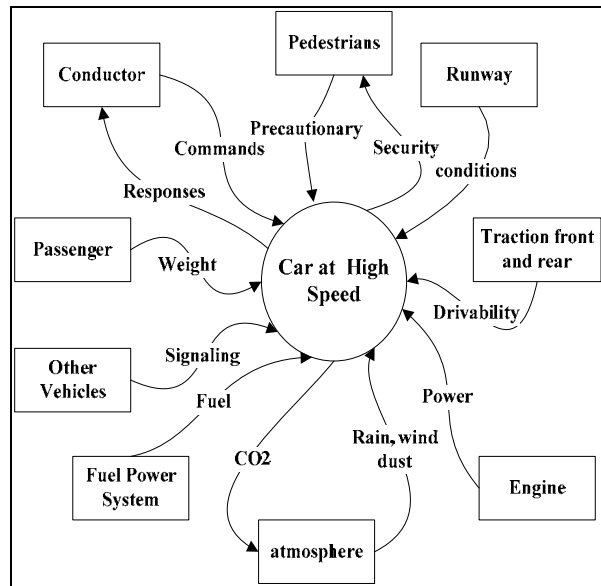 Pedestrians
Conductor
Runway
Precautionary
Commands
Security
conditions
Responses
Passenger
Weight
Car at High
Speed
Traction front
and rear
Drivability
Signaling
Other
Vehicles
Fuel
Power
CO2
Rain, wind
dust
Fuel Power
System
Engine
atmosphere